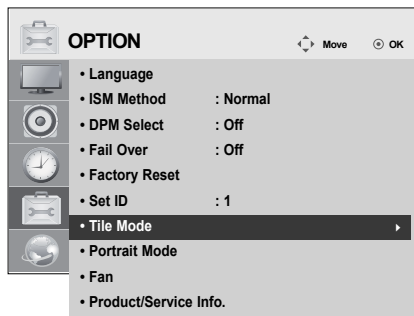 OPTION Move OK
• Language
• ISM Method : Normal
• DPM Select : Off
• Fail Over : Off
• Factory Reset
• Set ID : 1
• Tile Mode
• Portrait Mode
• Fan
• Product/Service Info.